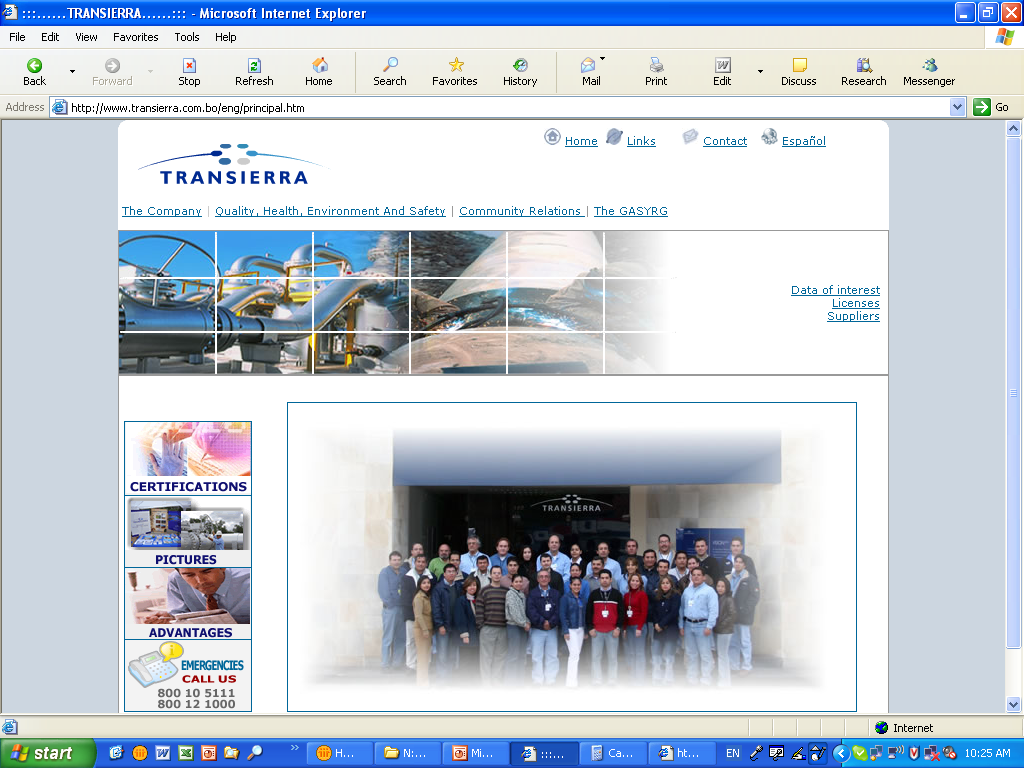 :::......TRANSIERRA......::: - Microsoft Internet Explorer
File Edit View Favorites Tools Help
Back Forward Stop Refresh Home Search Favorites History Mail Print Edit Discuss Research Messenger
Address http://www.transierra.com.bo/eng/principal.htm Go
Home Links Contact Español
TRANSIERRA
The Company | Quality, Health, Environment And Safety | Community Relations | The GASYRG
Data of interest
Licenses
Suppliers
CERTIFICATIONS
TRANSIERRA
PICTURES
ADVANTAGES
EMERGENCIES
CALL US
800 10 5111
800 12 1000
Internet
start H... N:... Mi... :::... Ca... ht... EN 10:25 AM